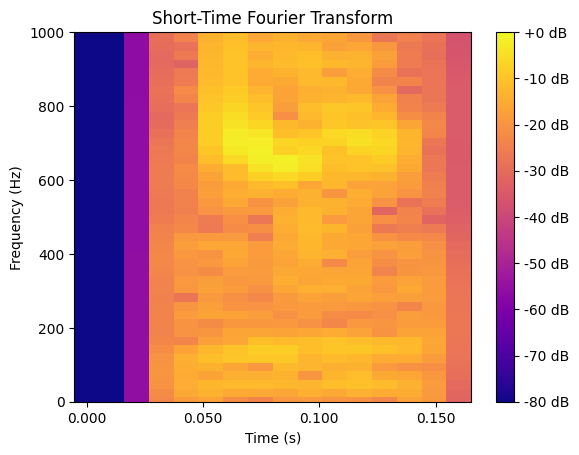 Short-Time Fourier Transform
1000
800
600
400
200
0
Frequency (Hz)
0.000
0.050
0.100
0.150
Time (s)
+0 dB
-10 dB
-20 dB
-30 dB
-40 dB
-50 dB
-60 dB
-70 dB
-80 dB